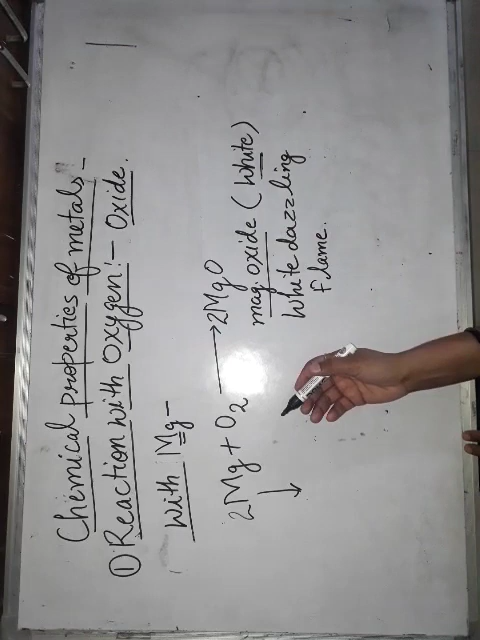 Chemical properties of metals:-
① Reaction with Oxygen:- Oxide.
With Mg-
2Mg + O2 → 2MgO
mag. oxide (White)
White dazzling
flame.